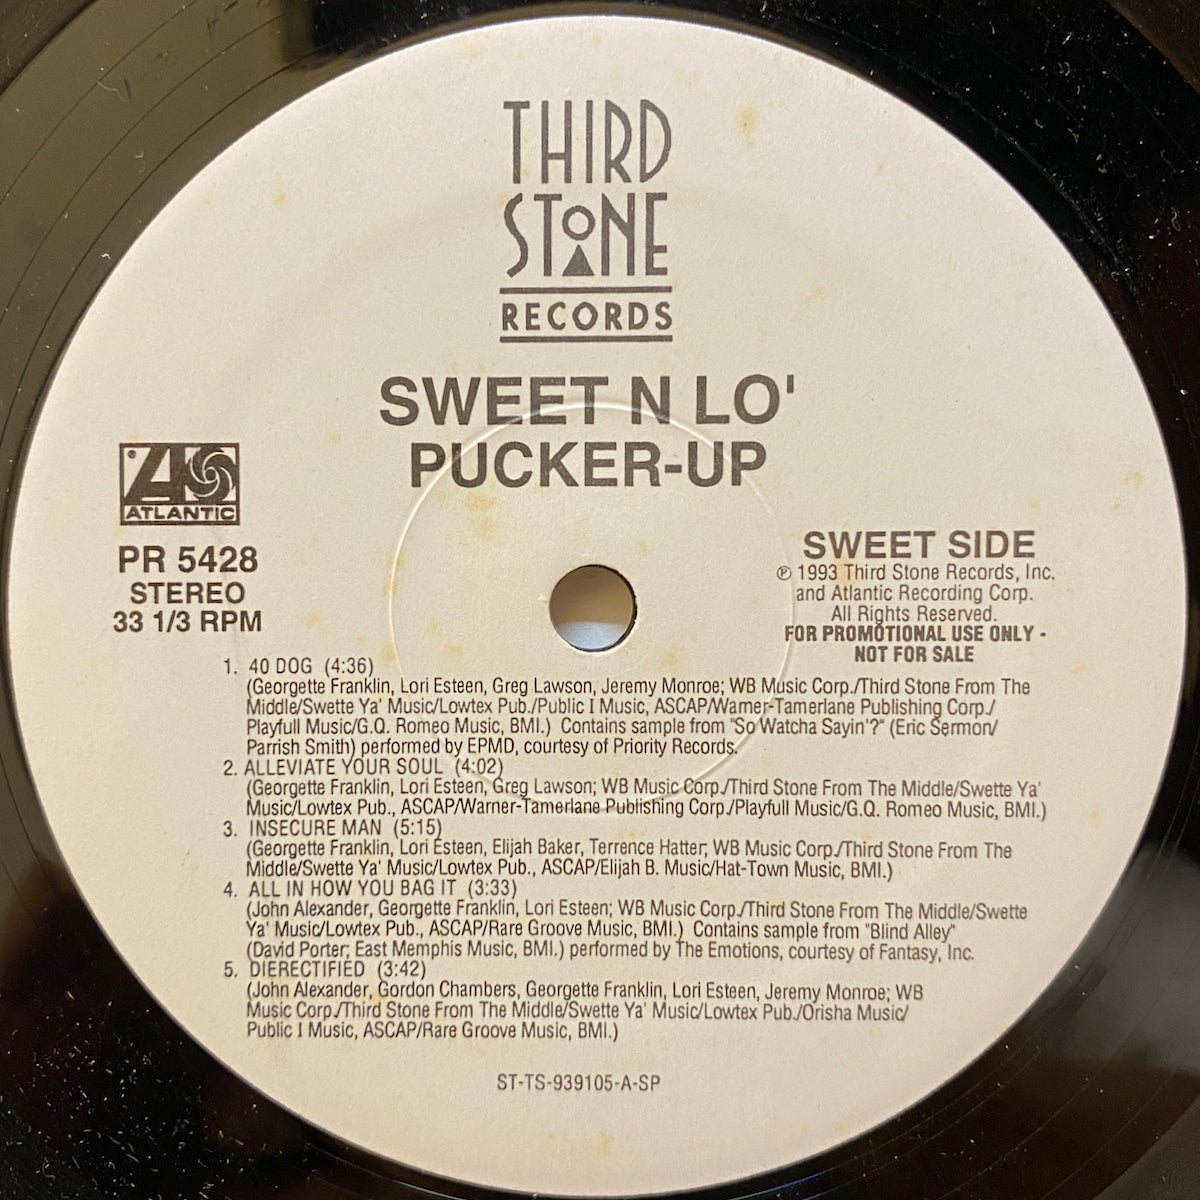 THIRD
STONE
RECORDS
SWEET N LO'
PUCKER-UP
ATLANTIC
PR 5428
STEREO
33 1/3 RPM
SWEET SIDE
℗ 1993 Third Stone Records, Inc.
and Atlantic Recording Corp.
All Rights Reserved.
FOR PROMOTIONAL USE ONLY -
NOT FOR SALE
1. 40 DOG (4:36)
(Georgette Franklin, Lori Esteen, Greg Lawson, Jeremy Monroe; WB Music Corp./Third Stone From The
Middle/Swette Ya' Music/Lowtex Pub./Public I Music, ASCAP/Warner-Tamerlane Publishing Corp./
Playfull Music/G.Q. Romeo Music, BMI.) Contains sample from "So Watcha Sayin'?" (Eric Sermon/
Parrish Smith) performed by EPMD, courtesy of Priority Records.
2. ALLEVIATE YOUR SOUL (4:02)
(Georgette Franklin, Lori Esteen, Greg Lawson; WB Music Corp./Third Stone From The Middle/Swette Ya'
Music/Lowtex Pub., ASCAP/Warner-Tamerlane Publishing Corp./Playfull Music/G.Q. Romeo Music, BMI.)
3. INSECURE MAN (5:15)
(Georgette Franklin, Lori Esteen, Elijah Baker, Terrence Hatter; WB Music Corp./Third Stone From The
Middle/Swette Ya' Music/Lowtex Pub., ASCAP/Elijah B. Music/Hat-Town Music, BMI.)
4. ALL IN HOW YOU BAG IT (3:33)
(John Alexander, Georgette Franklin, Lori Esteen; WB Music Corp./Third Stone From The Middle/Swette
Ya' Music/Lowtex Pub., ASCAP/Rare Groove Music, BMI.) Contains sample from "Blind Alley"
(David Porter; East Memphis Music, BMI.) performed by The Emotions, courtesy of Fantasy, Inc.
5. DIERECTIFIED (3:42)
(John Alexander, Gordon Chambers, Georgette Franklin, Lori Esteen, Jeremy Monroe; WB
Music Corp./Third Stone From The Middle/Swette Ya' Music/Lowtex Pub./Orisha Music/
Public I Music, ASCAP/Rare Groove Music, BMI.)
ST-TS-939105-A-SP